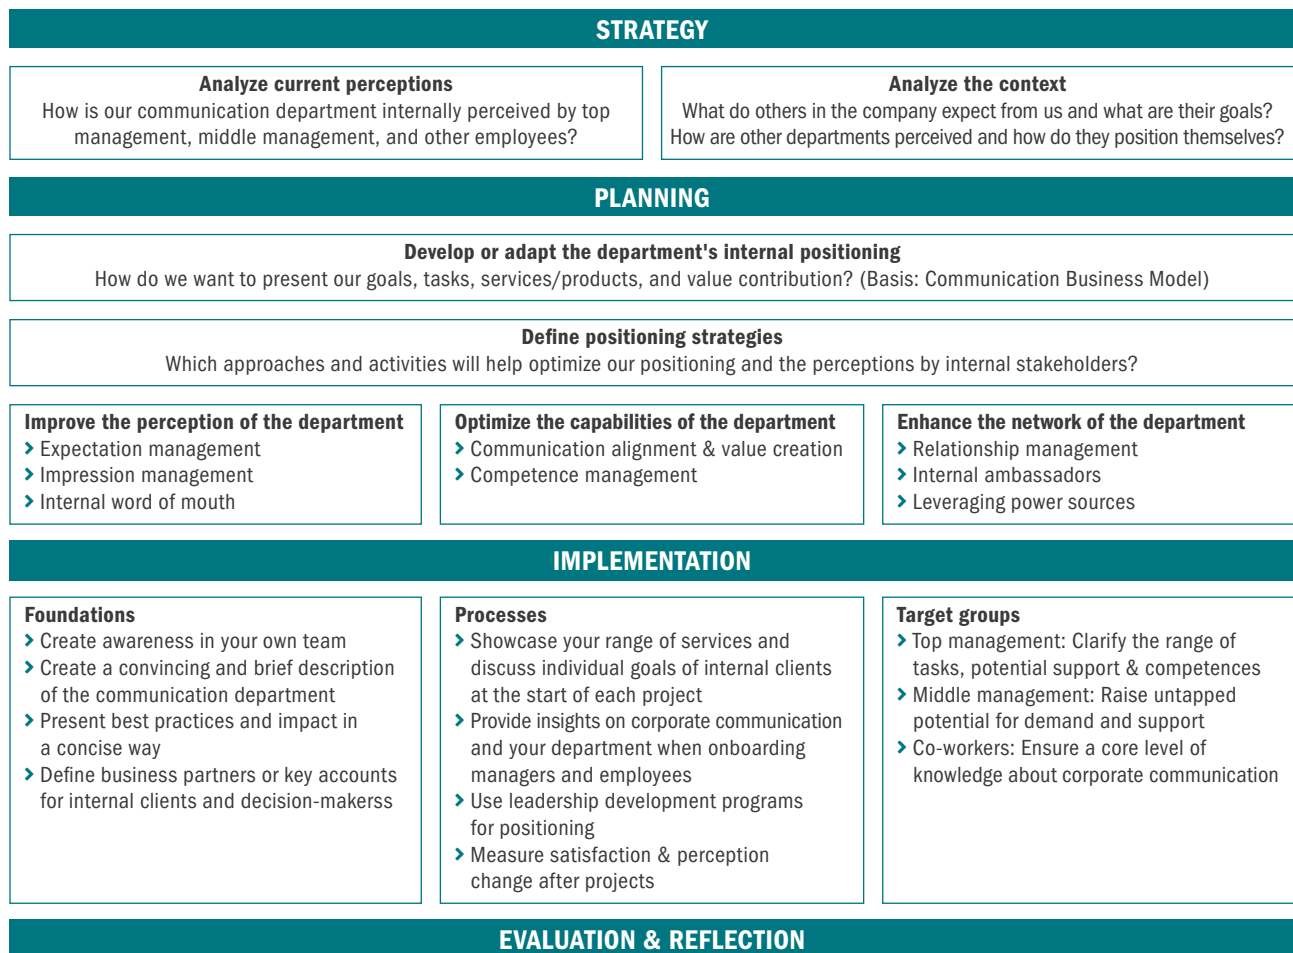 STRATEGY
Analyze current perceptions
How is our communication department internally perceived by top
management, middle management, and other employees?
Analyze the context
What do others in the company expect from us and what are their goals?
How are other departments perceived and how do they position themselves?
PLANNING
Develop or adapt the department's internal positioning
How do we want to present our goals, tasks, services/products, and value contribution? (Basis: Communication Business Model)
Define positioning strategies
Which approaches and activities will help optimize our positioning and the perceptions by internal stakeholders?
Improve the perception of the department
Expectation management
Impression management
Internal word of mouth
Optimize the capabilities of the department
Communication alignment & value creation
Competence management
Enhance the network of the department
Relationship management
Internal ambassadors
Leveraging power sources
IMPLEMENTATION
Foundations
Create awareness in your own team
Create a convincing and brief description
of the communication department
Present best practices and impact in
a concise way
Define business partners or key accounts
for internal clients and decision-makerss
Processes
Showcase your range of services and
discuss individual goals of internal clients
at the start of each project
Provide insights on corporate communication
and your department when onboarding
managers and employees
Use leadership development programs
for positioning
Measure satisfaction & perception
change after projects
Target groups
Top management: Clarify the range of
tasks, potential support & competences
Middle management: Raise untapped
potential for demand and support
Co-workers: Ensure a core level of
knowledge about corporate communication
EVALUATION & REFLECTION